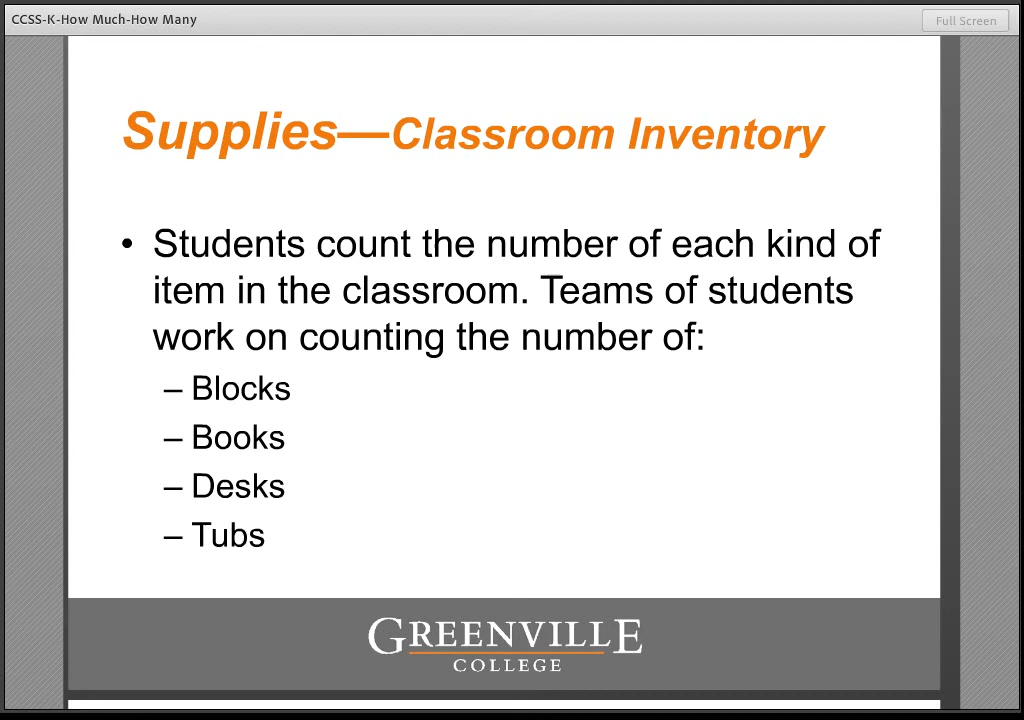 CCSS-K-How Much-How Many
Full Screen
Supplies—Classroom Inventory
• Students count the number of each kind of
item in the classroom. Teams of students
work on counting the number of:
– Blocks
– Books
– Desks
– Tubs
GREENVILLE
COLLEGE